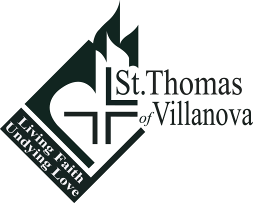 St. Thomas
of Villanova
Living Faith
Undying Love